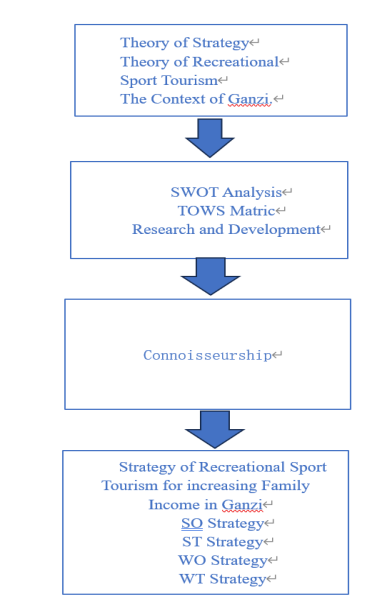 Theory of Strategy↵
Theory of Recreational↵
Sport Tourism↵
The Context of Ganzi.↵
SWOT Analysis↵
TOWS Matric↵
Research and Development↵
Connoisseurship↵
Strategy of Recreational Sport
Tourism for increasing Family
Income in Ganzi↵
SO Strategy↵
ST Strategy↵
WO Strategy↵
WT Strategy↵